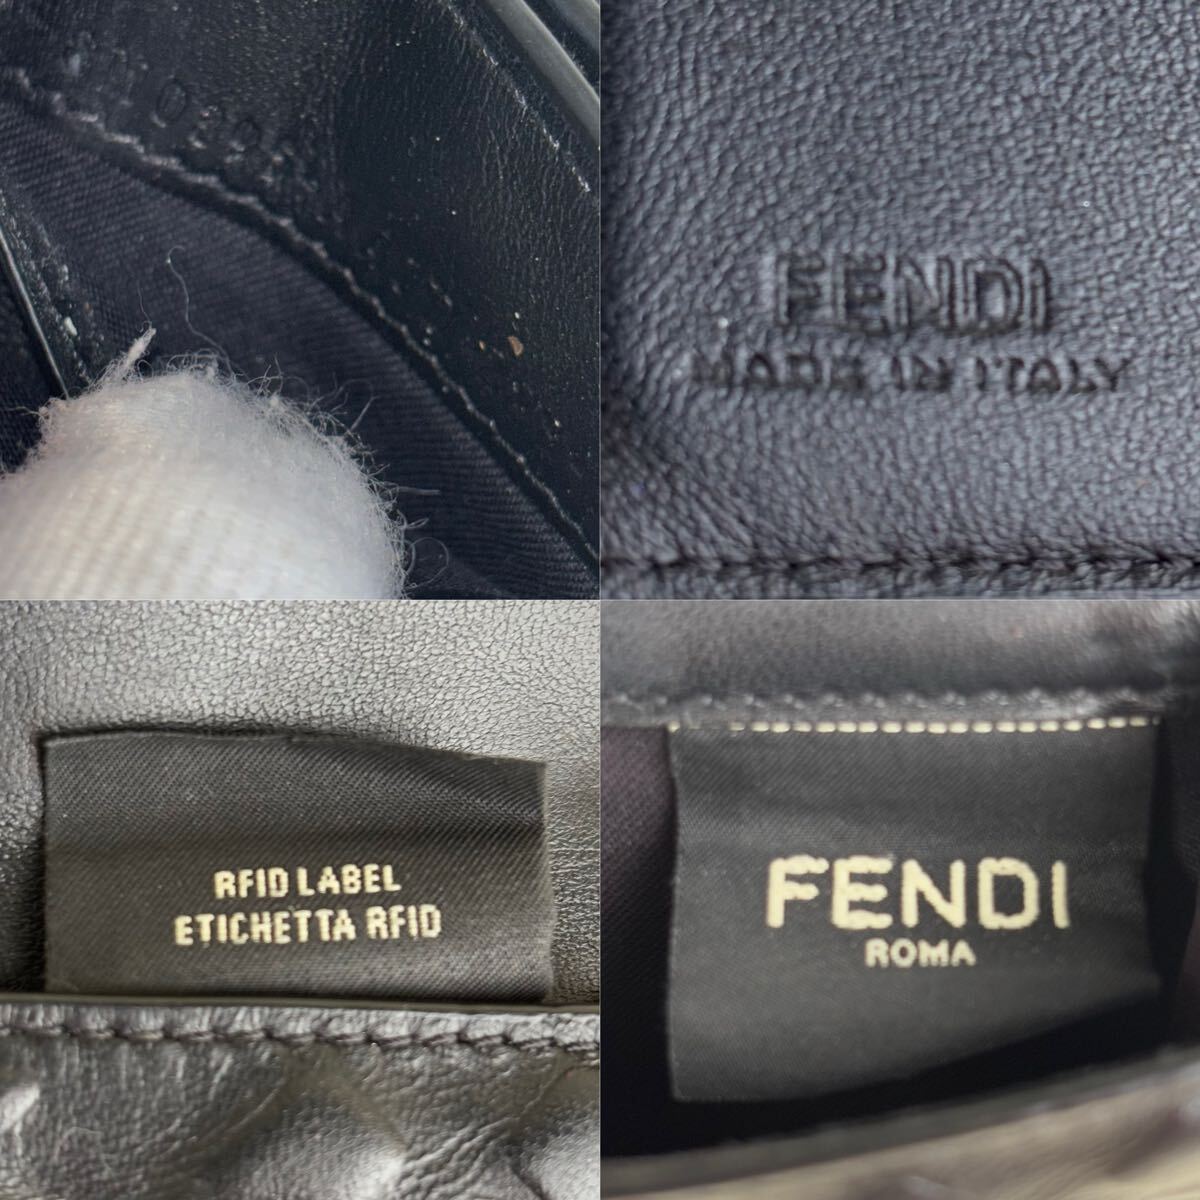 FENDI
MADE IN ITALY
RFID LABEL
ETICHETTA RFID
FENDI
ROMA